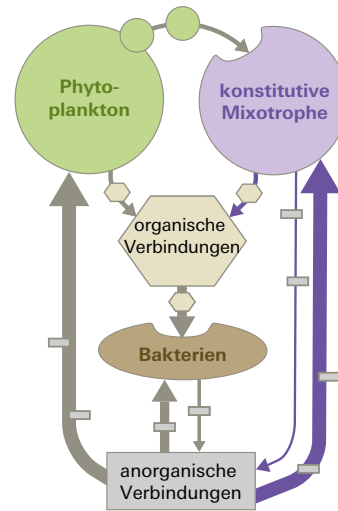 Phyto-
plankton
konstitutive
Mixotrophe
organische
Verbindungen
Bakterien
anorganische
Verbindungen